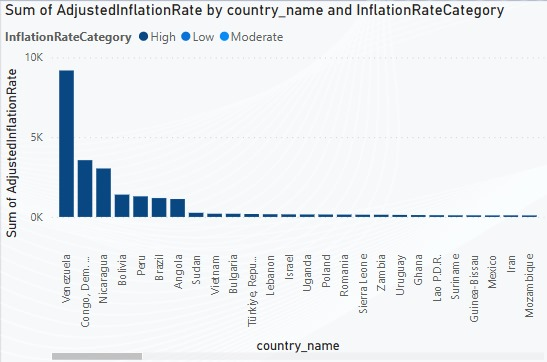 Sum of AdjustedInflationRate by country_name and InflationRateCategory
InflationRateCategory High Low Moderate
Sum of AdjustedInflationRate
10K
5K
0K
Venezuela
Congo, Dem. ...
Nicaragua
Bolivia
Peru
Brazil
Angola
Sudan
Vietnam
Bulgaria
Türkiye, Repu...
Lebanon
Israel
Uganda
Poland
Romania
Sierra Leone
Zambia
Uruguay
Ghana
Lao P.D.R.
Suriname
Guinea-Bissau
Mexico
Iran
Mozambique
country_name